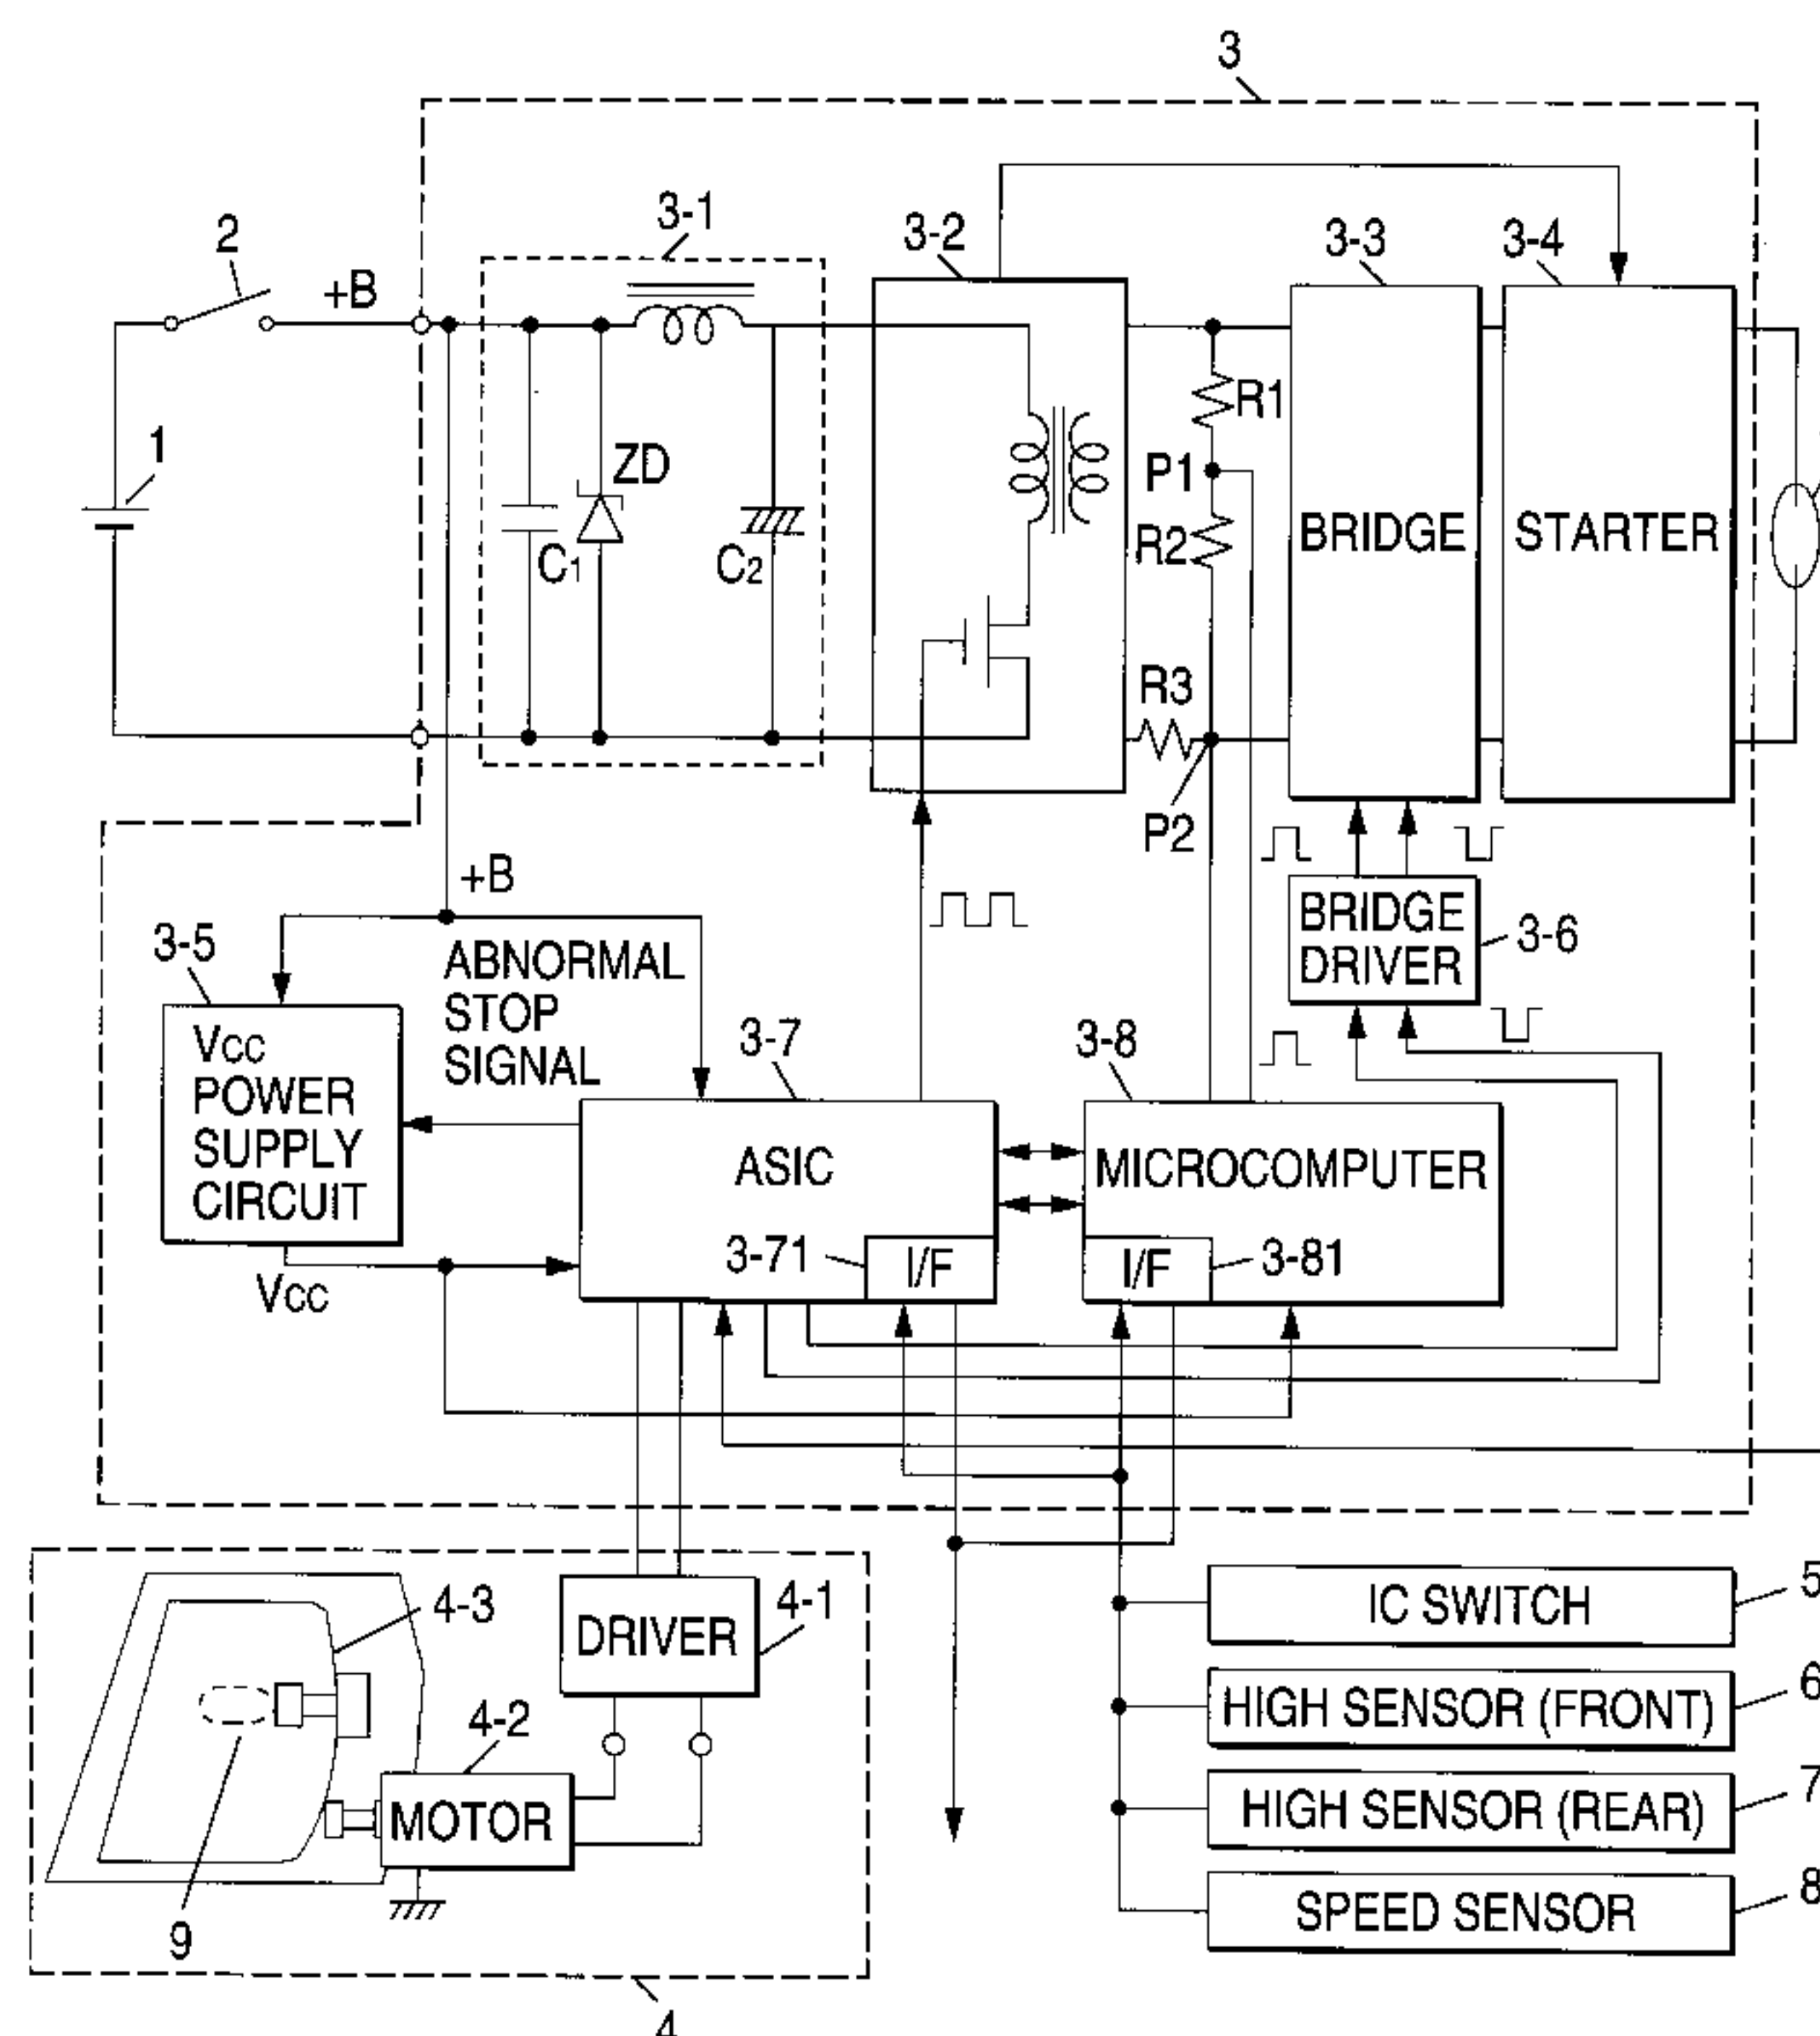 3
3-1
2
+B
3-2
3-3
3-4
1
ZD
C1
C2
R1
P1
R2
BRIDGE
STARTER
R3
P2
+B
3-5
ABNORMAL
STOP
SIGNAL
BRIDGE
DRIVER
3-6
VCC
POWER
SUPPLY
CIRCUIT
3-7
3-8
ASIC
MICROCOMPUTER
3-71
I/F
I/F
3-81
VCC
4-3
DRIVER
4-1
IC SWITCH
5
4-2
HIGH SENSOR (FRONT)
6
MOTOR
HIGH SENSOR (REAR)
7
9
SPEED SENSOR
8
4